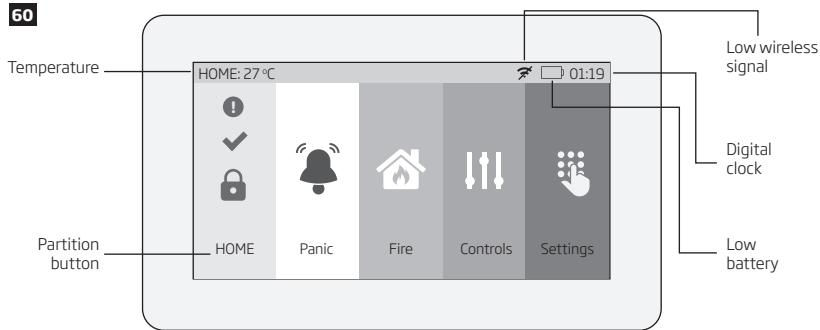 60
Temperature
HOME: 27 ºC
01:19
Low wireless
signal
Digital
clock
Partition
button
HOME
Panic
Fire
Controls
Settings
Low
battery